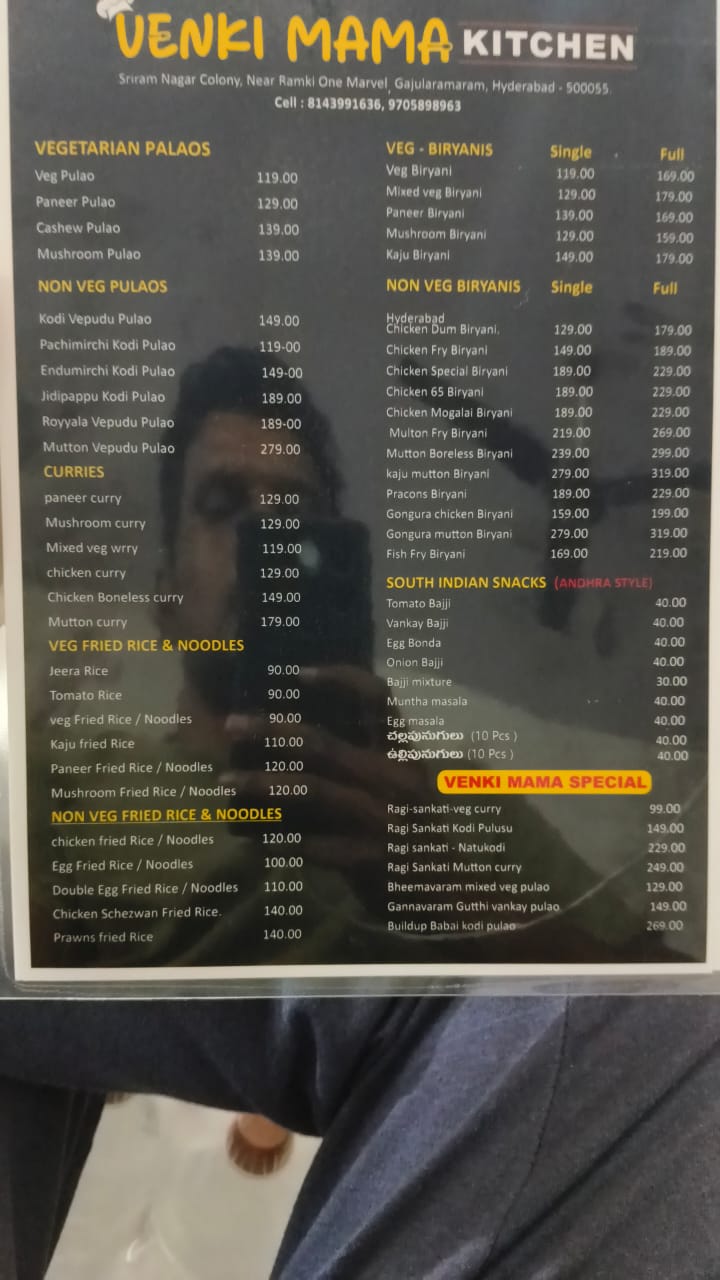 VENKI MAMA KITCHEN
Sriram Nagar Colony, Near Ramki One Marvel, Gajularamaram, Hyderabad - 500055.
Cell : 8143991636, 9705898963
VEGETARIAN PALAOS
Veg Pulao 119.00
Paneer Pulao 129.00
Cashew Pulao 139.00
Mushroom Pulao 139.00
NON VEG PULAOS
Kodi Vepudu Pulao 149.00
Pachimirchi Kodi Pulao 119-00
Endumirchi Kodi Pulao 149-00
Jidipappu Kodi Pulao 189.00
Royyala Vepudu Pulao 189-00
Mutton Vepudu Pulao 279.00
CURRIES
paneer curry 129.00
Mushroom curry 129.00
Mixed veg wrry 119.00
chicken curry 129.00
Chicken Boneless curry 149.00
Mutton curry 179.00
VEG FRIED RICE & NOODLES
Jeera Rice 90.00
Tomato Rice 90.00
veg Fried Rice / Noodles 90.00
Kaju fried Rice 110.00
Paneer Fried Rice / Noodles 120.00
Mushroom Fried Rice / Noodles 120.00
NON VEG FRIED RICE & NOODLES
chicken fried Rice / Noodles 120.00
Egg Fried Rice / Noodles 100.00
Double Egg Fried Rice / Noodles 110.00
Chicken Schezwan Fried Rice. 140.00
Prawns fried Rice 140.00
VEG - BIRYANIS Single Full
Veg Biryani 119.00 169.00
Mixed veg Biryani 129.00 179.00
Paneer Biryani 139.00 169.00
Mushroom Biryani 129.00 159.00
Kaju Biryani 149.00 179.00
NON VEG BIRYANIS Single Full
Hyderabad
Chicken Dum Biryani. 129.00 179.00
Chicken Fry Biryani 149.00 189.00
Chicken Special Biryani 189.00 229.00
Chicken 65 Biryani 189.00 229.00
Chicken Mogalai Biryani 189.00 229.00
Multon Fry Biryani 219.00 269.00
Mutton Boreless Biryani 239.00 299.00
kaju mutton Biryani 279.00 319.00
Pracons Biryani 189.00 229.00
Gongura chicken Biryani 159.00 199.00
Gongura mutton Biryani 279.00 319.00
Fish Fry Biryani 169.00 219.00
SOUTH INDIAN SNACKS (ANDHRA STYLE)
Tomato Bajji 40.00
Vankay Bajji 40.00
Egg Bonda 40.00
Onion Bajji 40.00
Bajji mixture 30.00
Muntha masala 40.00
Egg masala 40.00
చల్లపునుగులు (10 Pcs ) 40.00
ఉల్లిపునుగులు (10 Pcs ) 40.00
VENKI MAMA SPECIAL
Ragi-sankati-veg curry 99.00
Ragi Sankati Kodi Pulusu 149.00
Ragi sankati - Natukodi 229.00
Ragi Sankati Mutton curry 249.00
Bheemavaram mixed veg pulao 129.00
Gannavaram Gutthi vankay pulao 149.00
Buildup Babai kodi pulao 269.00